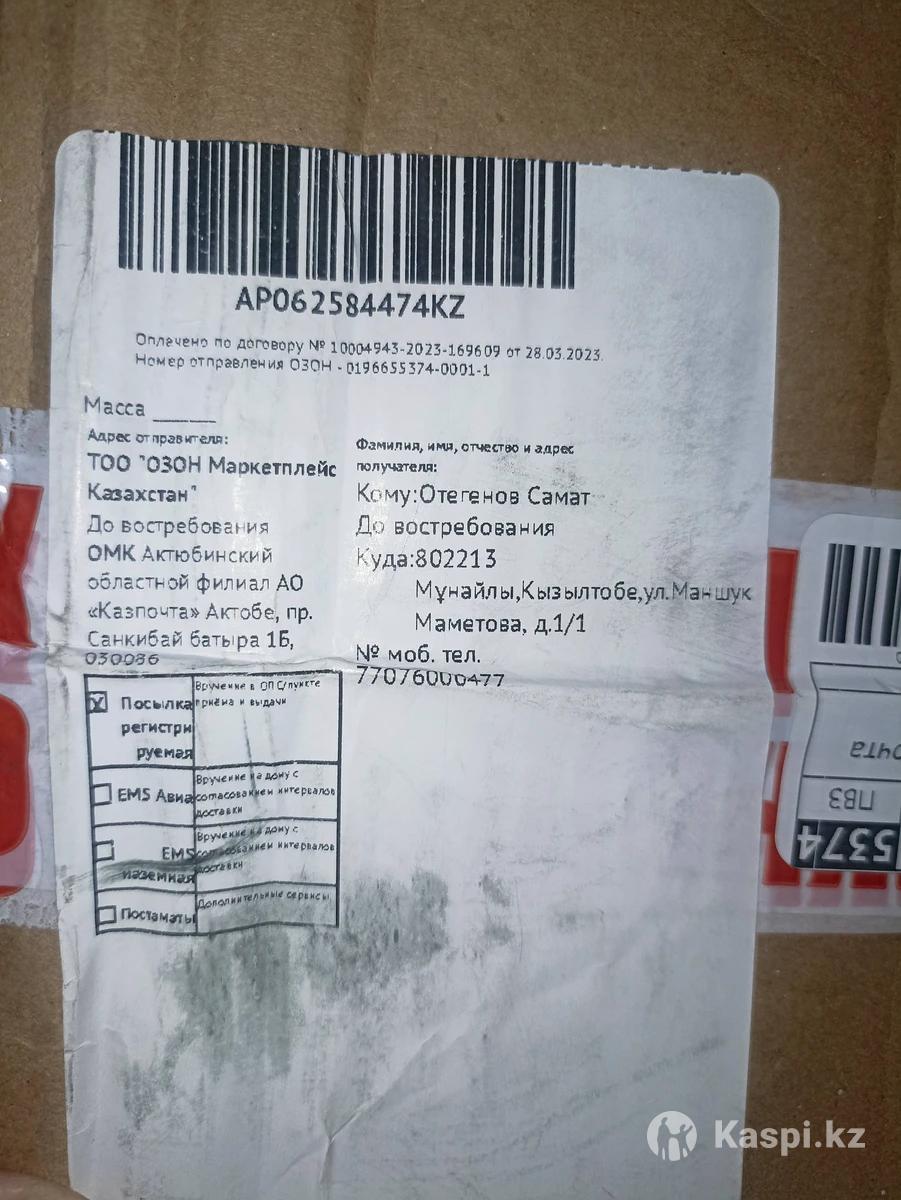 AP062584474KZ
Оплачено по договору № 10004943-2023-169609 от 28.03.2023.
Номер отправления ОЗОН - 0196655374-0001-1
Масса ______
Адрес отправителя:
ТОО "ОЗОН Маркетплейс
Казахстан"
До востребования
ОМК Актюбинский
областной филиал АО
«Казпочта» Актобе, пр.
Санкибай батыра 1Б,
030036
Фамилия, имя, отчество и адрес
получателя:
Кому:Отегенов Самат
До востребования
Куда:802213
Мұнайлы,Кызылтобе,ул.Маншук
Маметова, д.1/1
№ моб. тел.
77076000477
X Посылка
регистри
руемая
Вручение в ОПС/пункте
приёма и выдачи
EMS Авиа
Вручение на дому с
согласованием интервалов
доставки
EMS
наземная
Вручение на дому с
согласованием интервалов
доставки
Постаматы
Дополнительные сервисы
очта
ПВЗ
5374
Kaspi.kz